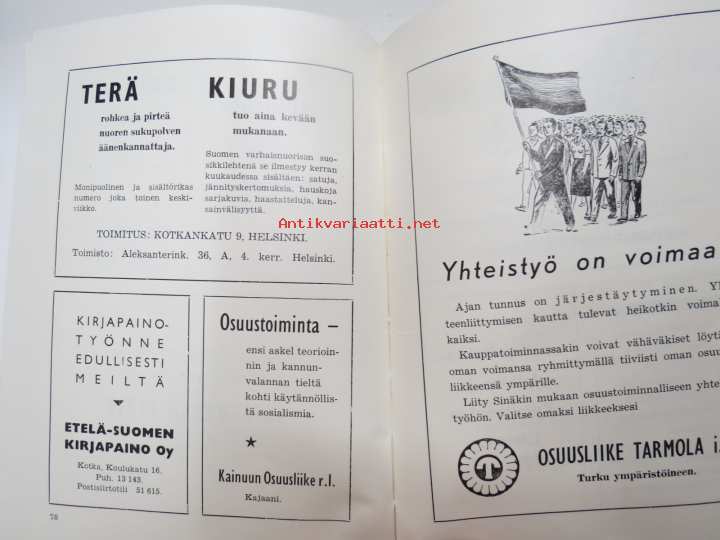 TERÄ
rohkea ja pirteä
nuoren sukupolven
äänenkannattaja.
Monipuolinen ja sisältörikas
numero joka toinen keski-
viikko.
KIURU
tuo aina kevään
mukanaan.
Suomen varhaisnuorison suo-
sikkilehtenä se ilmestyy kerran
kuukaudessa sisältäen: satuja,
jännityskertomuksia, hauskoja
sarjakuvia, haastatteluja, kan-
sainvälisyyttä.
TOIMITUS: KOTKANKATU 9, HELSINKI.
Toimisto: Aleksanterink. 36, A, 4. kerr. Helsinki.
Antikvariaatti.net
KIRJAPAINO-
TYÖNNE
EDULLISESTI
MEILTÄ
ETELÄ-SUOMEN
KIRJAPAINO Oy
Kotka, Koulukatu 16.
Puh. 13 143.
Postisiirtotili 51 615.
Osuustoiminta –
ensi askel teorioin-
nin ja kannun-
valannan tieltä
kohti käytännöllis-
tä sosialismia.
Kainuun Osuusliike r.l.
Kajaani.
78
Yhteistyö on voimaa
Ajan tunnus on järjestäytyminen. Yh
teenliittymisen kautta tulevat heikotkin voima
kaiksi.
Kauppatoiminnassakin voivat vähäväkiset löytä
oman voimansa ryhmittymällä tiiviisti oman osuu
liikkeensä ympärille.
Liity Sinäkin mukaan osuustoiminnalliseen yhte
työhön. Valitse omaksi liikkeeksesi
OSUUSLIIKE TARMOLA
Turku ympäristöineen.